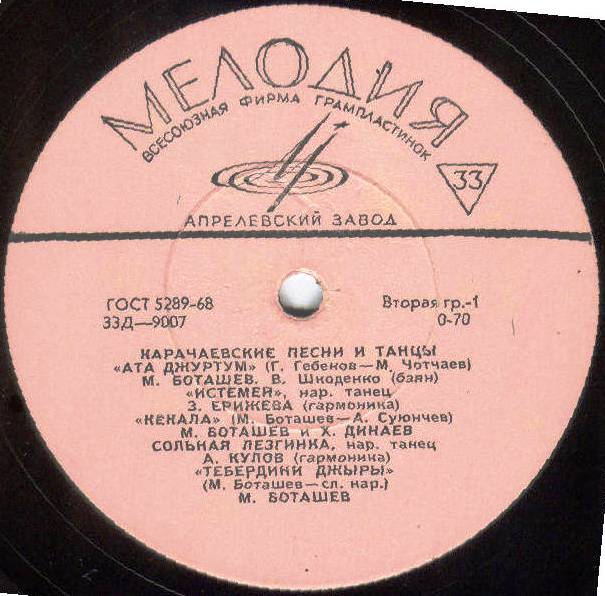 МЕЛОДИЯ
ВСЕСОЮЗНАЯ ФИРМА ГРАМПЛАСТИНОК
33
АПРЕЛЕВСКИЙ ЗАВОД
ГОСТ 5289-68 Вторая гр.-1
33Д—9007 0-70
КАРАЧАЕВСКИЕ ПЕСНИ И ТАНЦЫ
«АТА ДЖУРТУМ» (Г. Гебенов—М. Чотчаев)
М. БОТАШЕВ, В. Шкоденко (баян)
«ИСТЕМЕЙ», нар. танец
З. ЕРИЖЕВА (гармоника)
«КЕКАЛА» (М. Боташев—А. Суюнчев)
М. БОТАШЕВ и Х. ДИНАЕВ
СОЛЬНАЯ ЛЕЗГИНКА, нар. танец
А. КУЛОВ (гармоника)
«ТЕБЕРДИНИ ДЖЫРЫ»
(М. Боташев—сл. нар.)
М. БОТАШЕВ